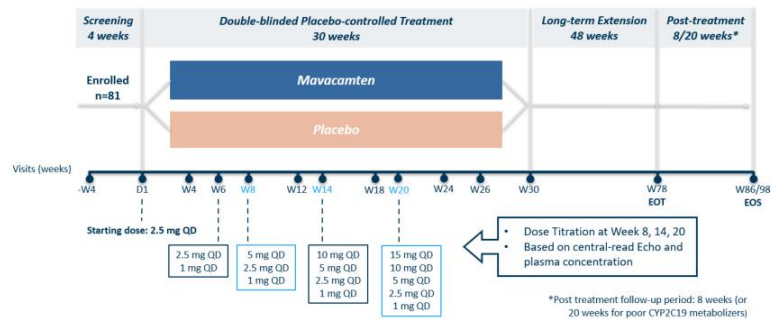 Screening
4 weeks
Double-blinded Placebo-controlled Treatment
30 weeks
Long-term Extension
48 weeks
Post-treatment
8/20 weeks*
Enrolled
n=81
Mavacamten
Placebo
Visits (weeks)
-W4
D1
W4
W6
W8
W12
W14
W18
W20
W24
W26
W30
W78
EOT
W86/98
EOS
Starting dose: 2.5 mg QD
2.5 mg QD
1 mg QD
5 mg QD
2.5 mg QD
1 mg QD
10 mg QD
5 mg QD
2.5 mg QD
1 mg QD
15 mg QD
10 mg QD
5 mg QD
2.5 mg QD
1 mg QD
• Dose Titration at Week 8, 14, 20
• Based on central-read Echo and
plasma concentration
*Post treatment follow-up period: 8 weeks (or
20 weeks for poor CYP2C19 metabolizers)